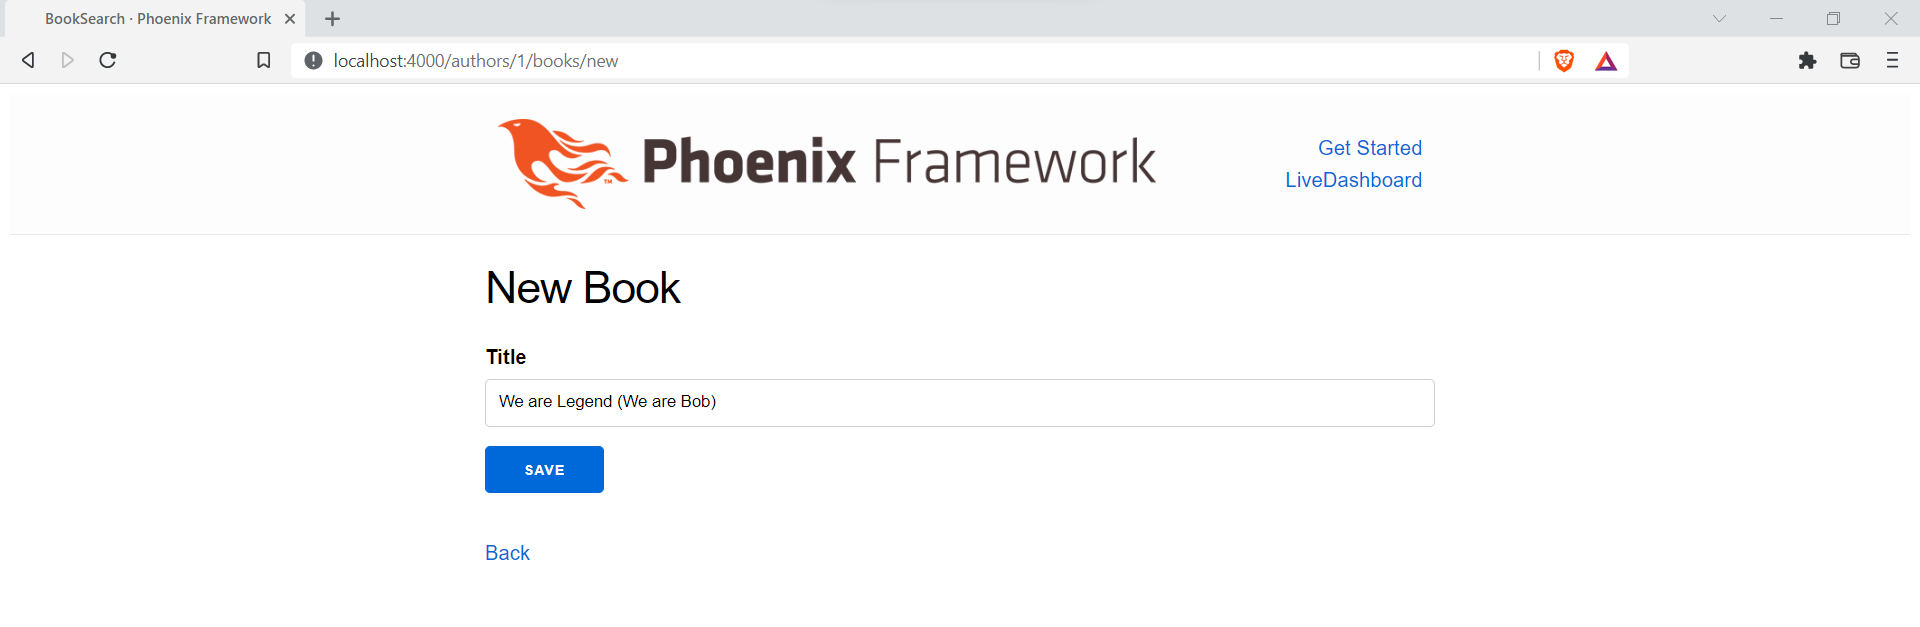 BookSearch · Phoenix Framework
localhost:4000/authors/1/books/new
Phoenix Framework
TM
Get Started
LiveDashboard
New Book
Title
We are Legend (We are Bob)
SAVE
Back